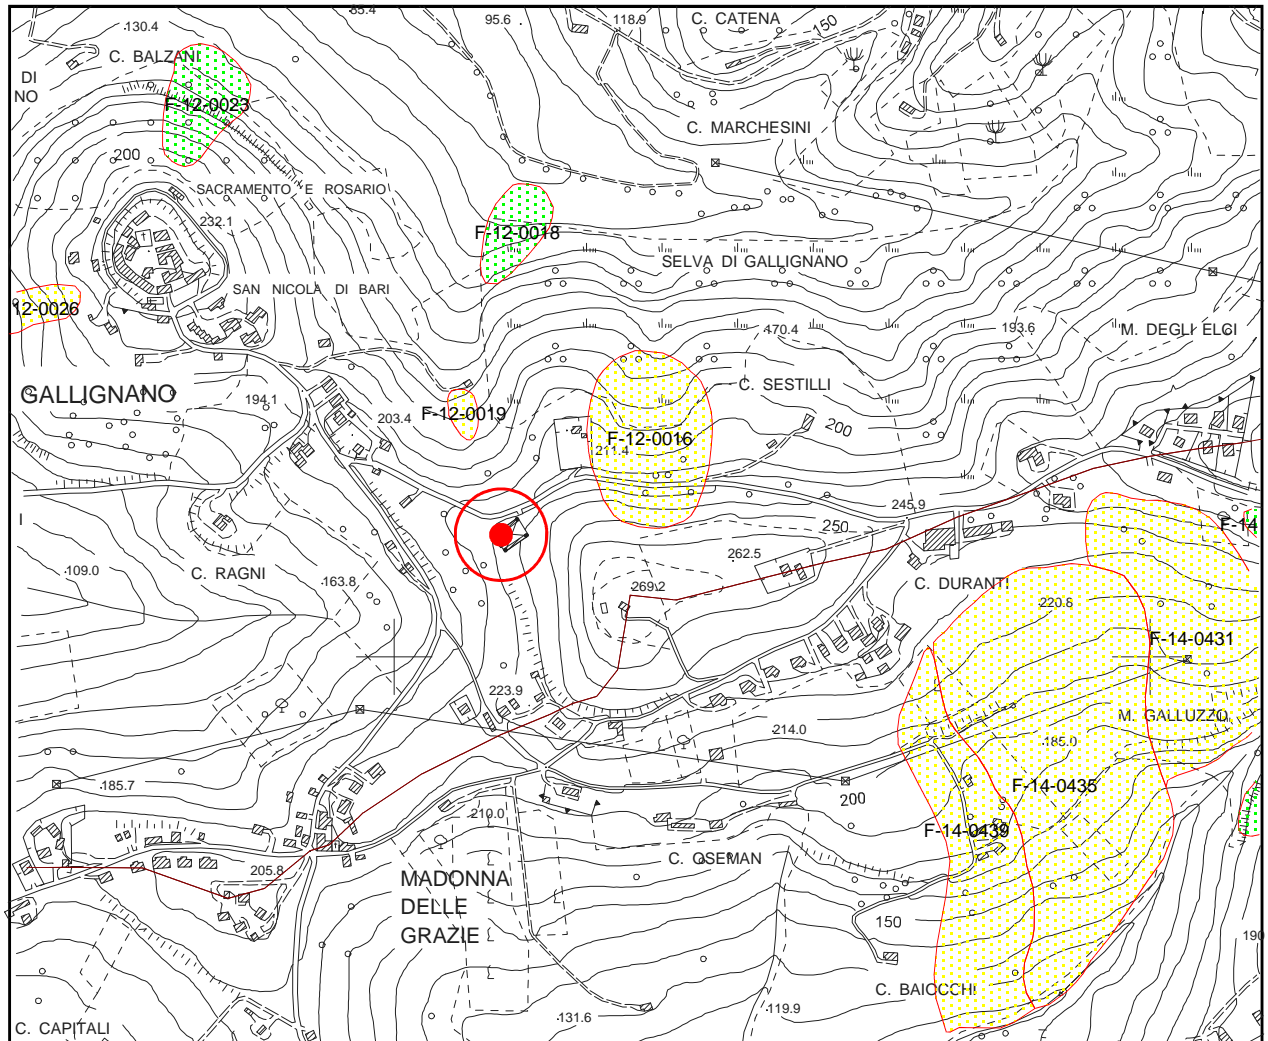 85.4
95.6
118.9
C. CATENA
150
130.4
C. BALZANI
DI
NO
F-12-0023
C. MARCHESINI
200
SACRAMENTO E ROSARIO
232.1
F-12-0018
SELVA DI GALLIGNANO
SAN NICOLA DI BARI
12-0026
470.4
193.6
M. DEGLI ELCI
GALLIGNANO
194.1
203.4
F-12-0019
C. SESTILLI
200
F-12-0016
211.4
245.9
250
F-14
262.5
I
109.0
C. RAGNI
163.8
269.2
C. DURANTI
220.8
F-14-0431
223.9
214.0
M. GALLUZZO
185.0
185.7
F-14-0435
200
210.0
F-14-0439
C. OSEMAN
205.8
MADONNA
DELLE
GRAZIE
150
190
C. BAIOCCHI
119.9
131.6
C. CAPITALI